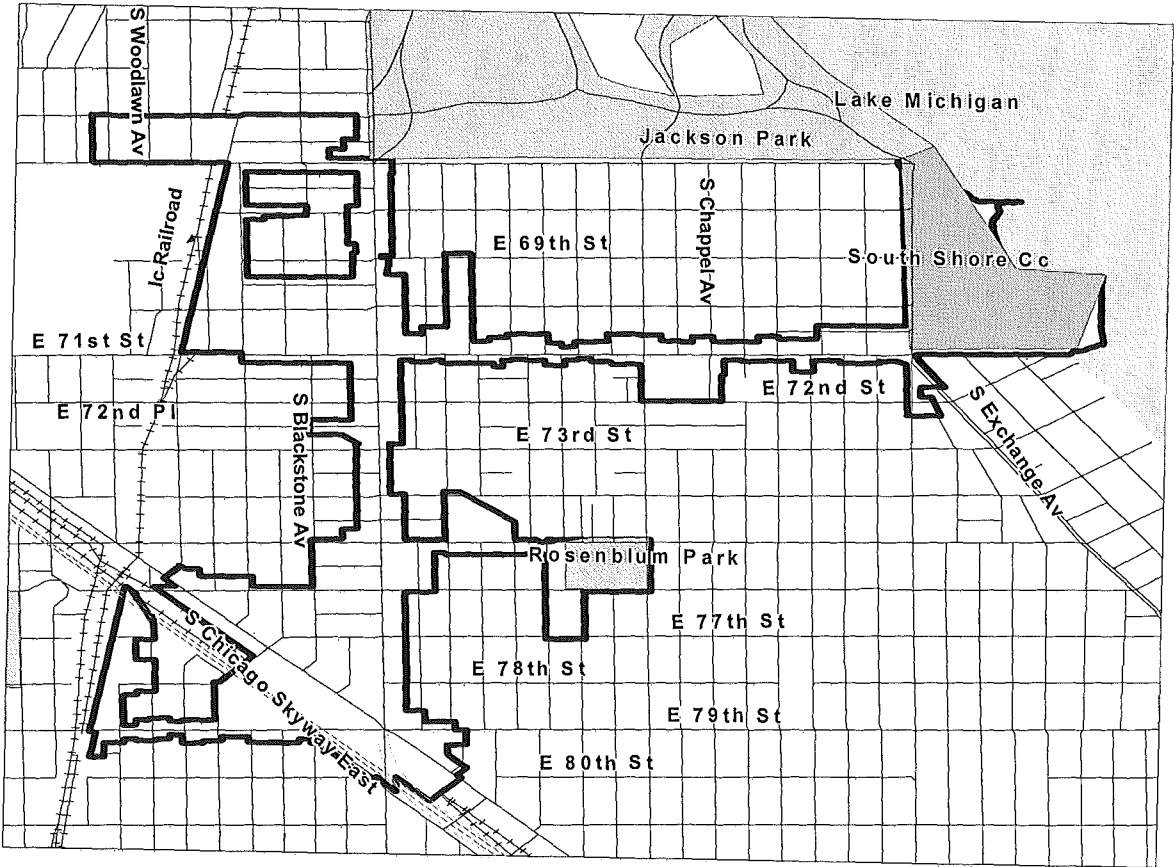 S Woodlawn Av
Lake Michigan
Jackson Park
Ic Railroad
S Chappel Av
E 69th St
South Shore Cc
E 71st St
E 72nd Pl
S Blackstone Av
E 72nd St
S Exchange Av
E 73rd St
Rosenblum Park
S Chicago Skyway East
E 77th St
E 78th St
E 79th St
E 80th St